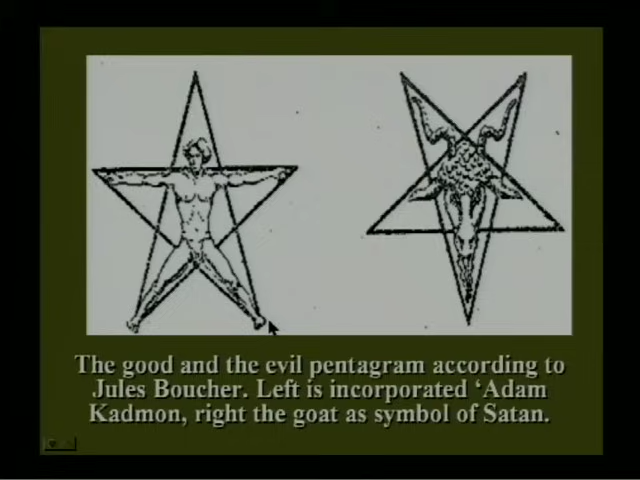 The good and the evil pentagram according to
Jules Boucher. Left is incorporated ‘Adam
Kadmon, right the goat as symbol of Satan.